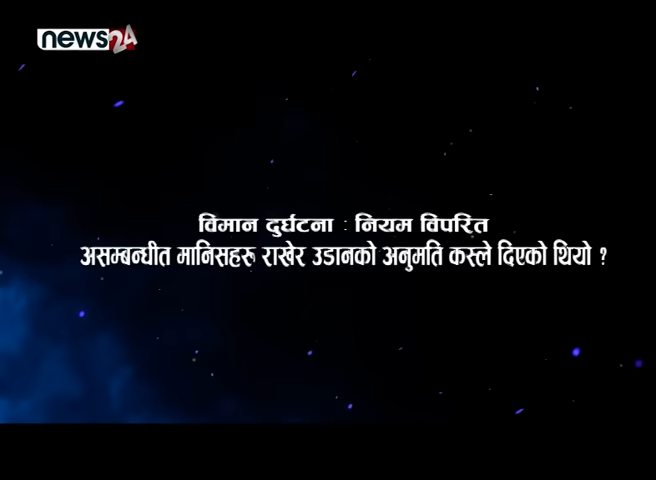 news24
विमान दुर्घटना : नियम विपरित
असम्बन्धीत मानिसहरु राखेर उडानको अनुमति कस्ले दिएको थियो ?